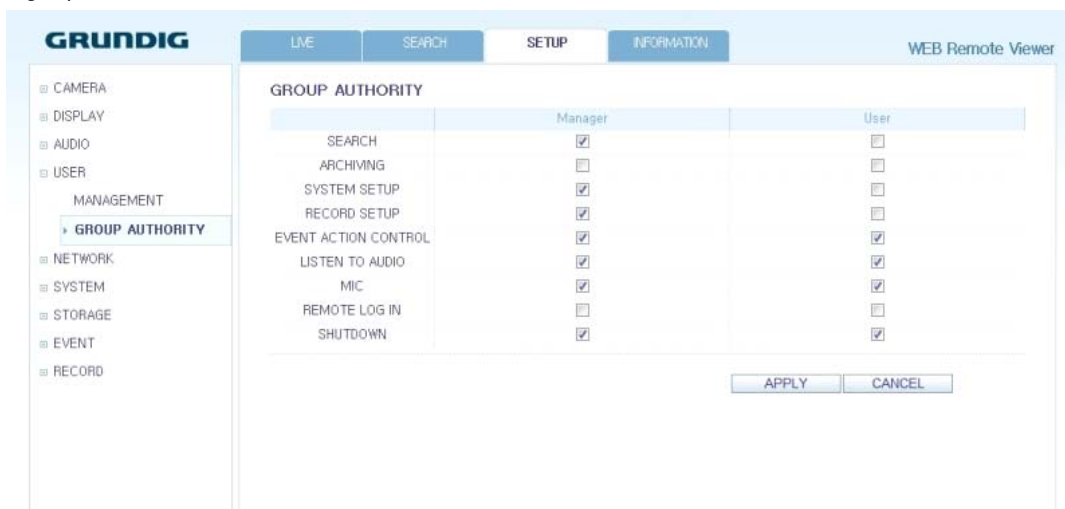 GRUNDIG
LIVE SEARCH SETUP INFORMATION
WEB Remote Viewer
CAMERA
DISPLAY
AUDIO
USER
MANAGEMENT
GROUP AUTHORITY
NETWORK
SYSTEM
STORAGE
EVENT
RECORD
GROUP AUTHORITY
Manager User
SEARCH
ARCHIVING
SYSTEM SETUP
RECORD SETUP
EVENT ACTION CONTROL
LISTEN TO AUDIO
MIC
REMOTE LOG IN
SHUTDOWN
APPLY CANCEL